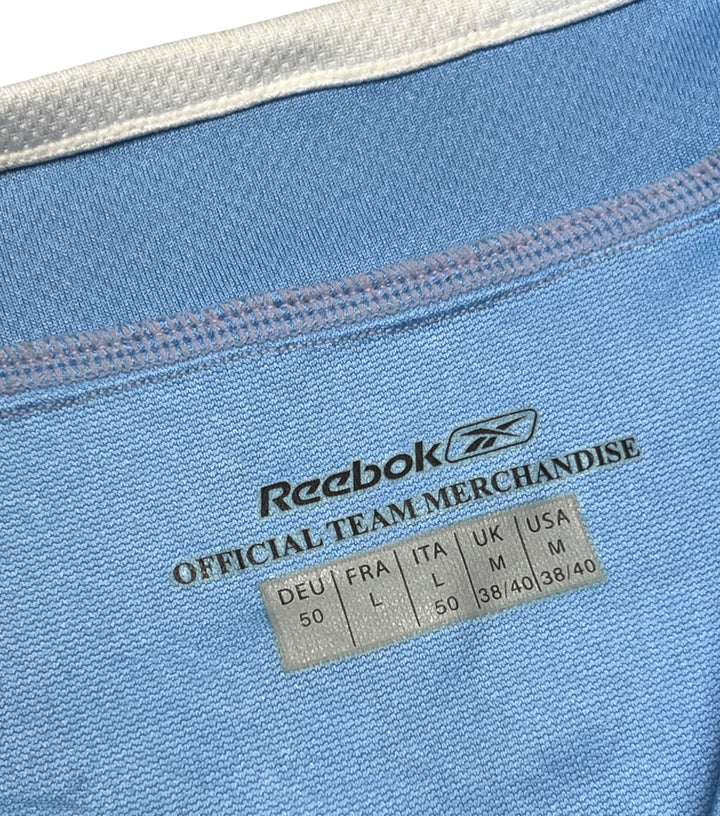 Reebok
OFFICIAL TEAM MERCHANDISE
DEU FRA ITA UK USA
50 L L M M
50 38/40 38/40